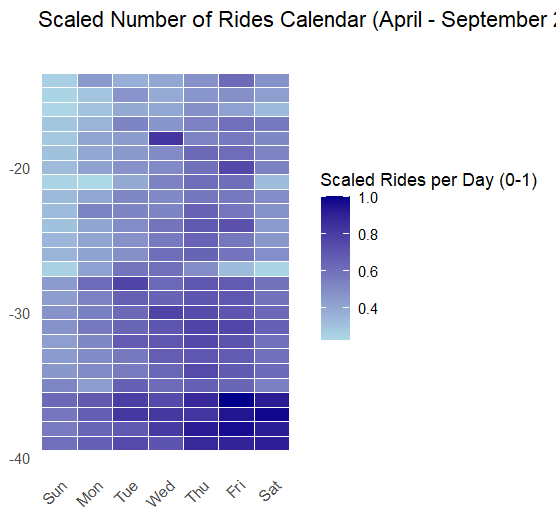 Scaled Number of Rides Calendar (April - September
Scaled Rides per Day (0-1)
1.0
0.8
0.6
0.4
-20
-30
-40
Sun
Mon
Tue
Wed
Thu
Fri
Sat